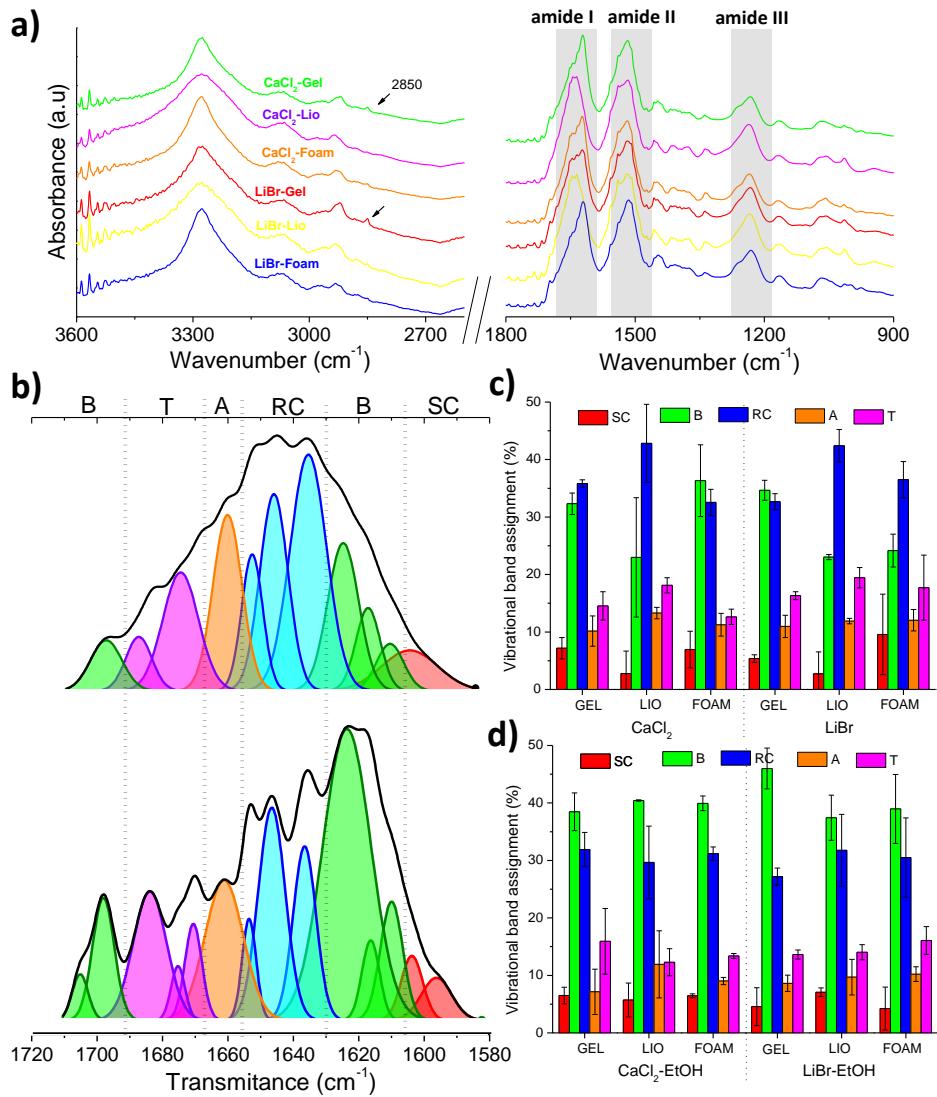 a)
amide I amide II amide III
Absorbance (a.u)
CaCl2-Gel
2850
CaCl2-Lio
CaCl2-Foam
LiBr-Gel
LiBr-Lio
LiBr-Foam
3600 3300 3000 2700
Wavenumber (cm-1)
1800 1500 1200 900
Wavenumber (cm-1)
b)
B T A RC B SC
1720 1700 1680 1660 1640 1620 1600 1580
Transmitance (cm-1)
c)
SC B RC A T
Vibrational band assignment (%)
50
40
30
20
10
0
GEL LIO FOAM GEL LIO FOAM
CaCl2 LiBr
d)
SC B RC A T
Vibrational band assignment (%)
50
40
30
20
10
0
GEL LIO FOAM GEL LIO FOAM
CaCl2-EtOH LiBr-EtOH